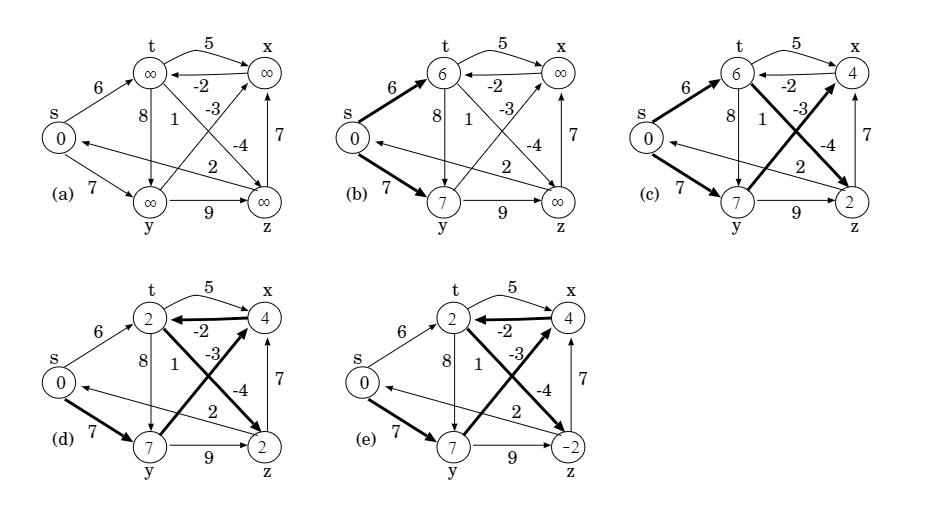 t 5 x
6 ∞ -2 ∞
s 8 1 -3
0 -4 7
7 2
(a) ∞ 9 ∞
y z
t 5 x
6 6 -2 ∞
s 8 1 -3
0 -4 7
7 2
(b) 7 9 ∞
y z
t 5 x
6 6 -2 4
s 8 1 -3
0 -4 7
7 2
(c) 7 9 2
y z
t 5 x
6 2 -2 4
s 8 1 -3
0 -4 7
7 2
(d) 7 9 2
y z
t 5 x
6 2 -2 4
s 8 1 -3
0 -4 7
7 2
(e) 7 9 -2
y z